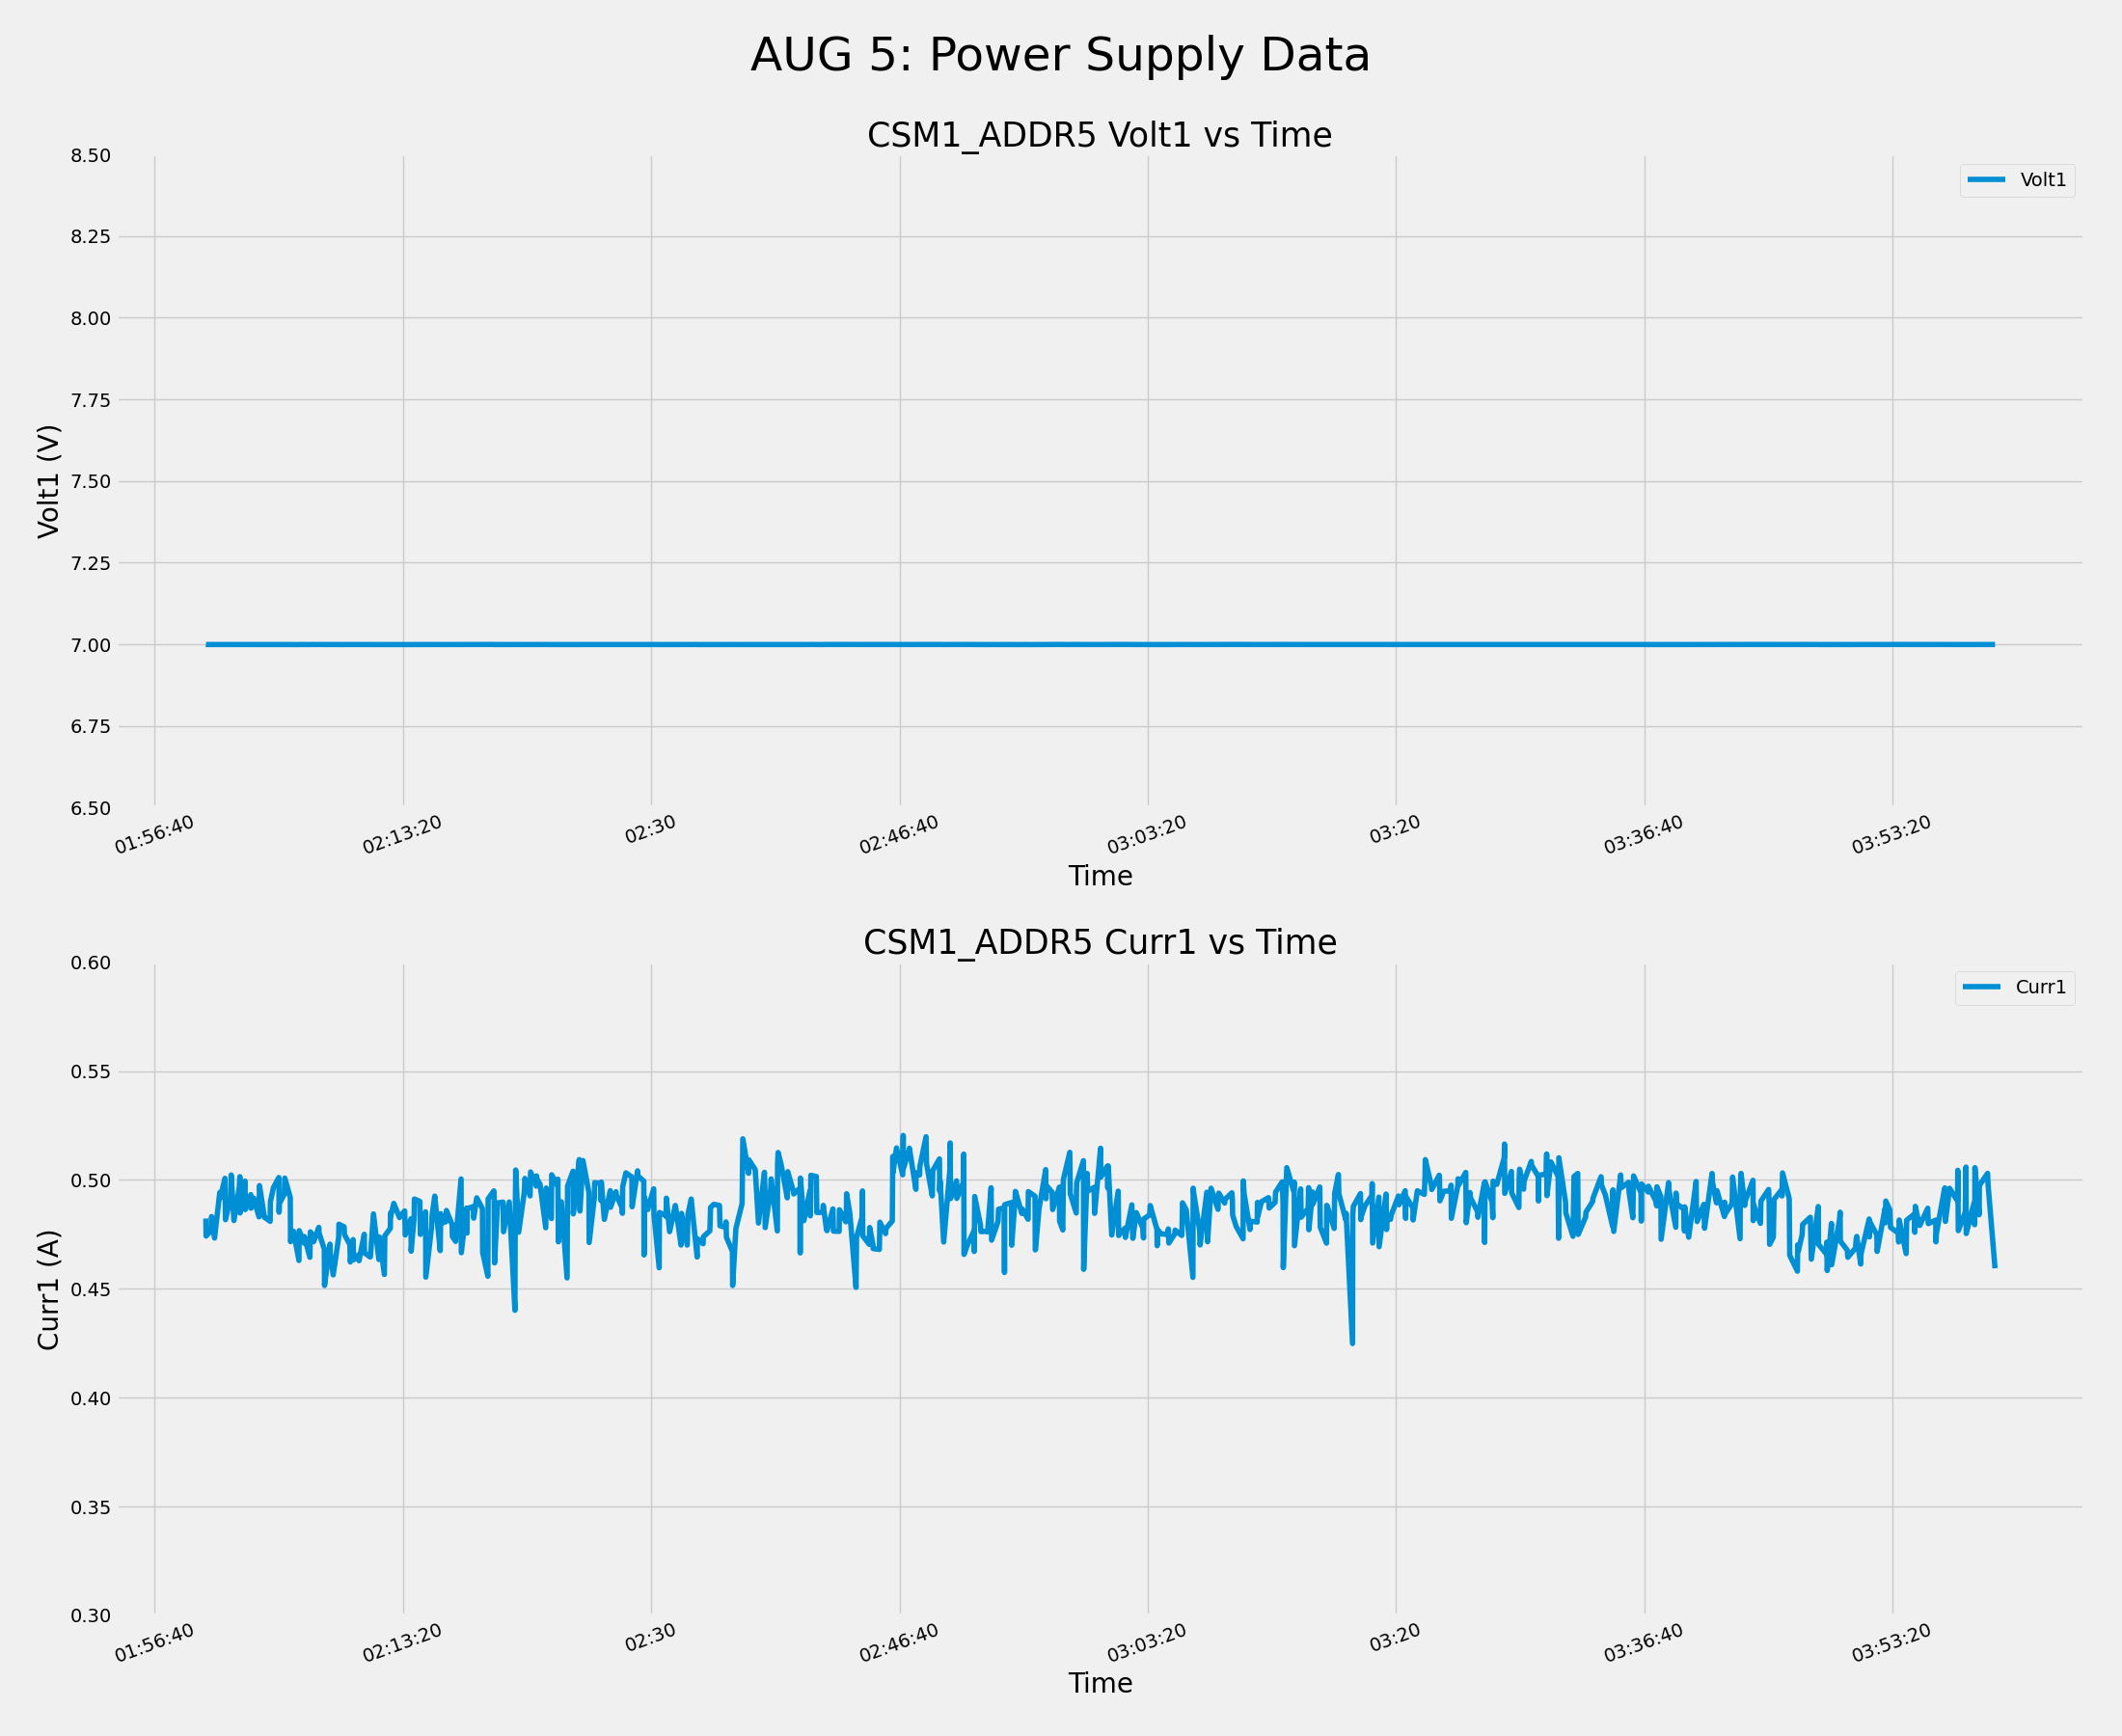 AUG 5: Power Supply Data
CSM1_ADDR5 Volt1 vs Time
Volt1
8.50
8.25
8.00
7.75
7.50
7.25
7.00
6.75
6.50
Volt1 (V)
01:56:40 02:13:20 02:30 02:46:40 03:03:20 03:20 03:36:40 03:53:20
Time
CSM1_ADDR5 Curr1 vs Time
Curr1
0.60
0.55
0.50
0.45
0.40
0.35
0.30
Curr1 (A)
01:56:40 02:13:20 02:30 02:46:40 03:03:20 03:20 03:36:40 03:53:20
Time